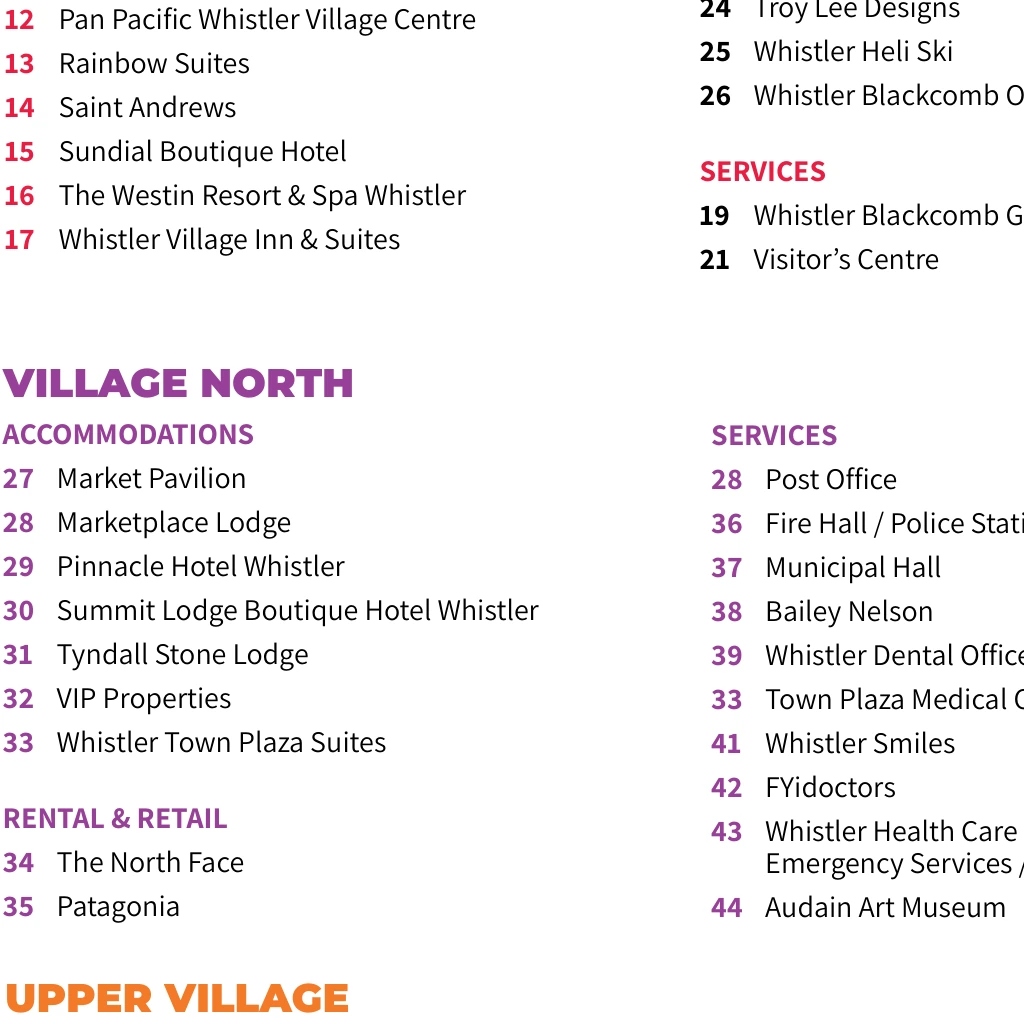 12 Pan Pacific Whistler Village Centre
13 Rainbow Suites
14 Saint Andrews
15 Sundial Boutique Hotel
16 The Westin Resort & Spa Whistler
17 Whistler Village Inn & Suites
24 Troy Lee Designs
25 Whistler Heli Ski
26 Whistler Blackcomb
SERVICES
19 Whistler Blackcomb
21 Visitor’s Centre
VILLAGE NORTH
ACCOMMODATIONS
27 Market Pavilion
28 Marketplace Lodge
29 Pinnacle Hotel Whistler
30 Summit Lodge Boutique Hotel Whistler
31 Tyndall Stone Lodge
32 VIP Properties
33 Whistler Town Plaza Suites
RENTAL & RETAIL
34 The North Face
35 Patagonia
SERVICES
28 Post Office
36 Fire Hall / Police
37 Municipal Hall
38 Bailey Nelson
39 Whistler Dental Office
33 Town Plaza Medical
41 Whistler Smiles
42 FYidoctors
43 Whistler Health Care
Emergency Services /
44 Audain Art Museum
UPPER VILLAGE